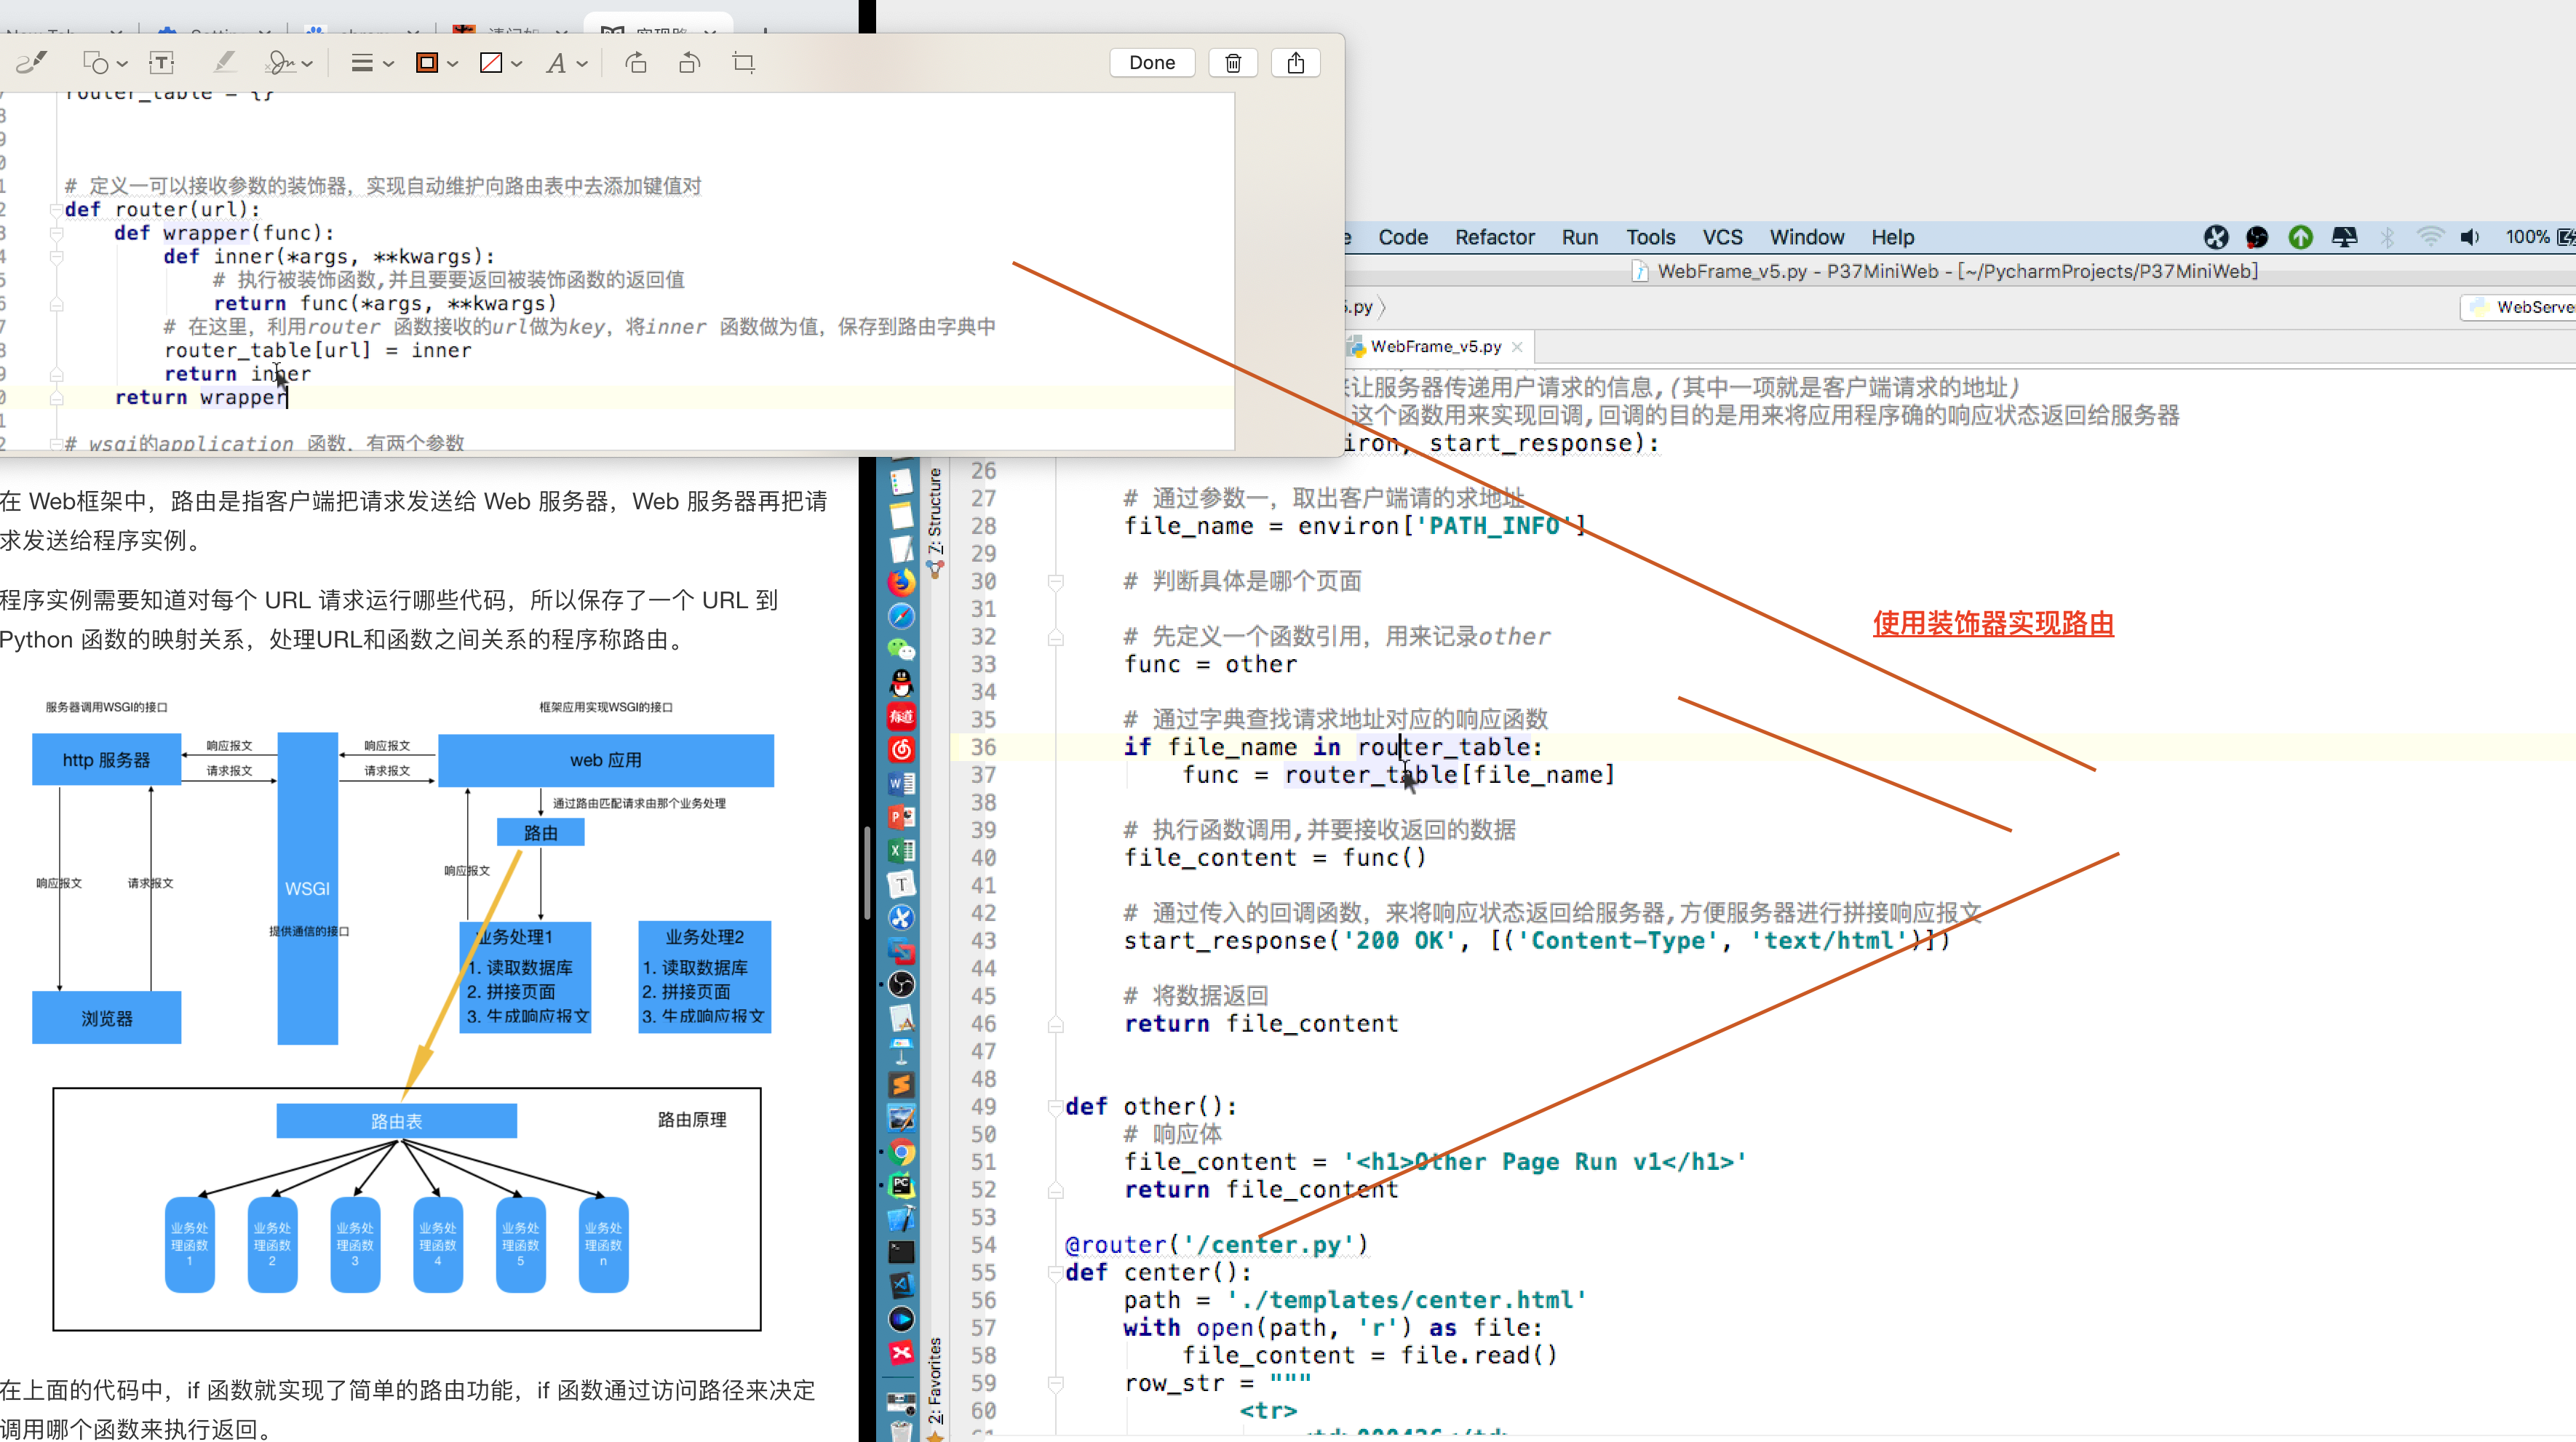 Done
router_table = {}
# 定义一可以接收参数的装饰器，实现自动维护向路由表中去添加键值对
def router(url):
def wrapper(func):
def inner(*args, **kwargs):
# 执行被装饰函数,并且要要返回被装饰函数的返回值
return func(*args, **kwargs)
# 在这里，利用router 函数接收的url做为key，将inner 函数做为值，保存到路由字典中
router_table[url] = inner
return inner
return wrapper
# wsgi的application 函数，有两个参数
在 Web框架中，路由是指客户端把请求发送给 Web 服务器，Web 服务器再把请
求发送给程序实例。
程序实例需要知道对每个 URL 请求运行哪些代码，所以保存了一个 URL 到
Python 函数的映射关系，处理URL和函数之间关系的程序称路由。
服务器调用WSGI的接口
框架应用实现WSGI的接口
http 服务器
响应报文
请求报文
响应报文
请求报文
web 应用
通过路由匹配请求由那个业务处理
路由
响应报文
请求报文
WSGI
提供通信的接口
响应报文
业务处理1
1. 读取数据库
2. 拼接页面
3. 生成响应报文
业务处理2
1. 读取数据库
2. 拼接页面
3. 生成响应报文
浏览器
路由表
路由原理
业务处理函数1
业务处理函数2
业务处理函数3
业务处理函数4
业务处理函数5
业务处理函数n
在上面的代码中，if 函数就实现了简单的路由功能，if 函数通过访问路径来决定
调用哪个函数来执行返回。
Code Refactor Run Tools VCS Window Help 100%
WebFrame_v5.py - P37MiniWeb - [~/PycharmProjects/P37MiniWeb]
.py
WebServe
WebFrame_v5.py
来让服务器传递用户请求的信息,(其中一项就是客户端请求的地址)
这个函数用来实现回调,回调的目的是用来将应用程序确的响应状态返回给服务器
iron, start_response):
7: Structure
2: Favorites
26
27 # 通过参数一，取出客户端请的求地址
28 file_name = environ['PATH_INFO']
29
30 # 判断具体是哪个页面
31
32 # 先定义一个函数引用，用来记录other
33 func = other
34
35 # 通过字典查找请求地址对应的响应函数
36 if file_name in router_table:
37 func = router_table[file_name]
38
39 # 执行函数调用,并要接收返回的数据
40 file_content = func()
41
42 # 通过传入的回调函数，来将响应状态返回给服务器,方便服务器进行拼接响应报文
43 start_response('200 OK', [('Content-Type', 'text/html')])
44
45 # 将数据返回
46 return file_content
47
48
49 def other():
50 # 响应体
51 file_content = '<h1>Other Page Run v1</h1>'
52 return file_content
53
54 @router('/center.py')
55 def center():
56 path = './templates/center.html'
57 with open(path, 'r') as file:
58 file_content = file.read()
59 row_str = """
60 <tr>
使用装饰器实现路由